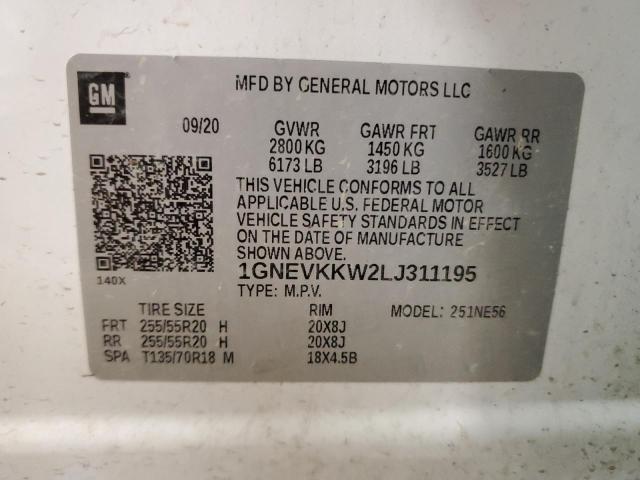 GM
MFD BY GENERAL MOTORS LLC
09/20 GVWR GAWR FRT GAWR RR
2800 KG 1450 KG 1600 KG
6173 LB 3196 LB 3527 LB
THIS VEHICLE CONFORMS TO ALL
APPLICABLE U.S. FEDERAL MOTOR
VEHICLE SAFETY STANDARDS IN EFFECT
ON THE DATE OF MANUFACTURE
SHOWN ABOVE.
1GNEVKKW2LJ311195
140X TYPE: M.P.V.
TIRE SIZE RIM MODEL: 251NE56
FRT 255/55R20 H 20X8J
RR 255/55R20 H 20X8J
SPA T135/70R18 M 18X4.5B